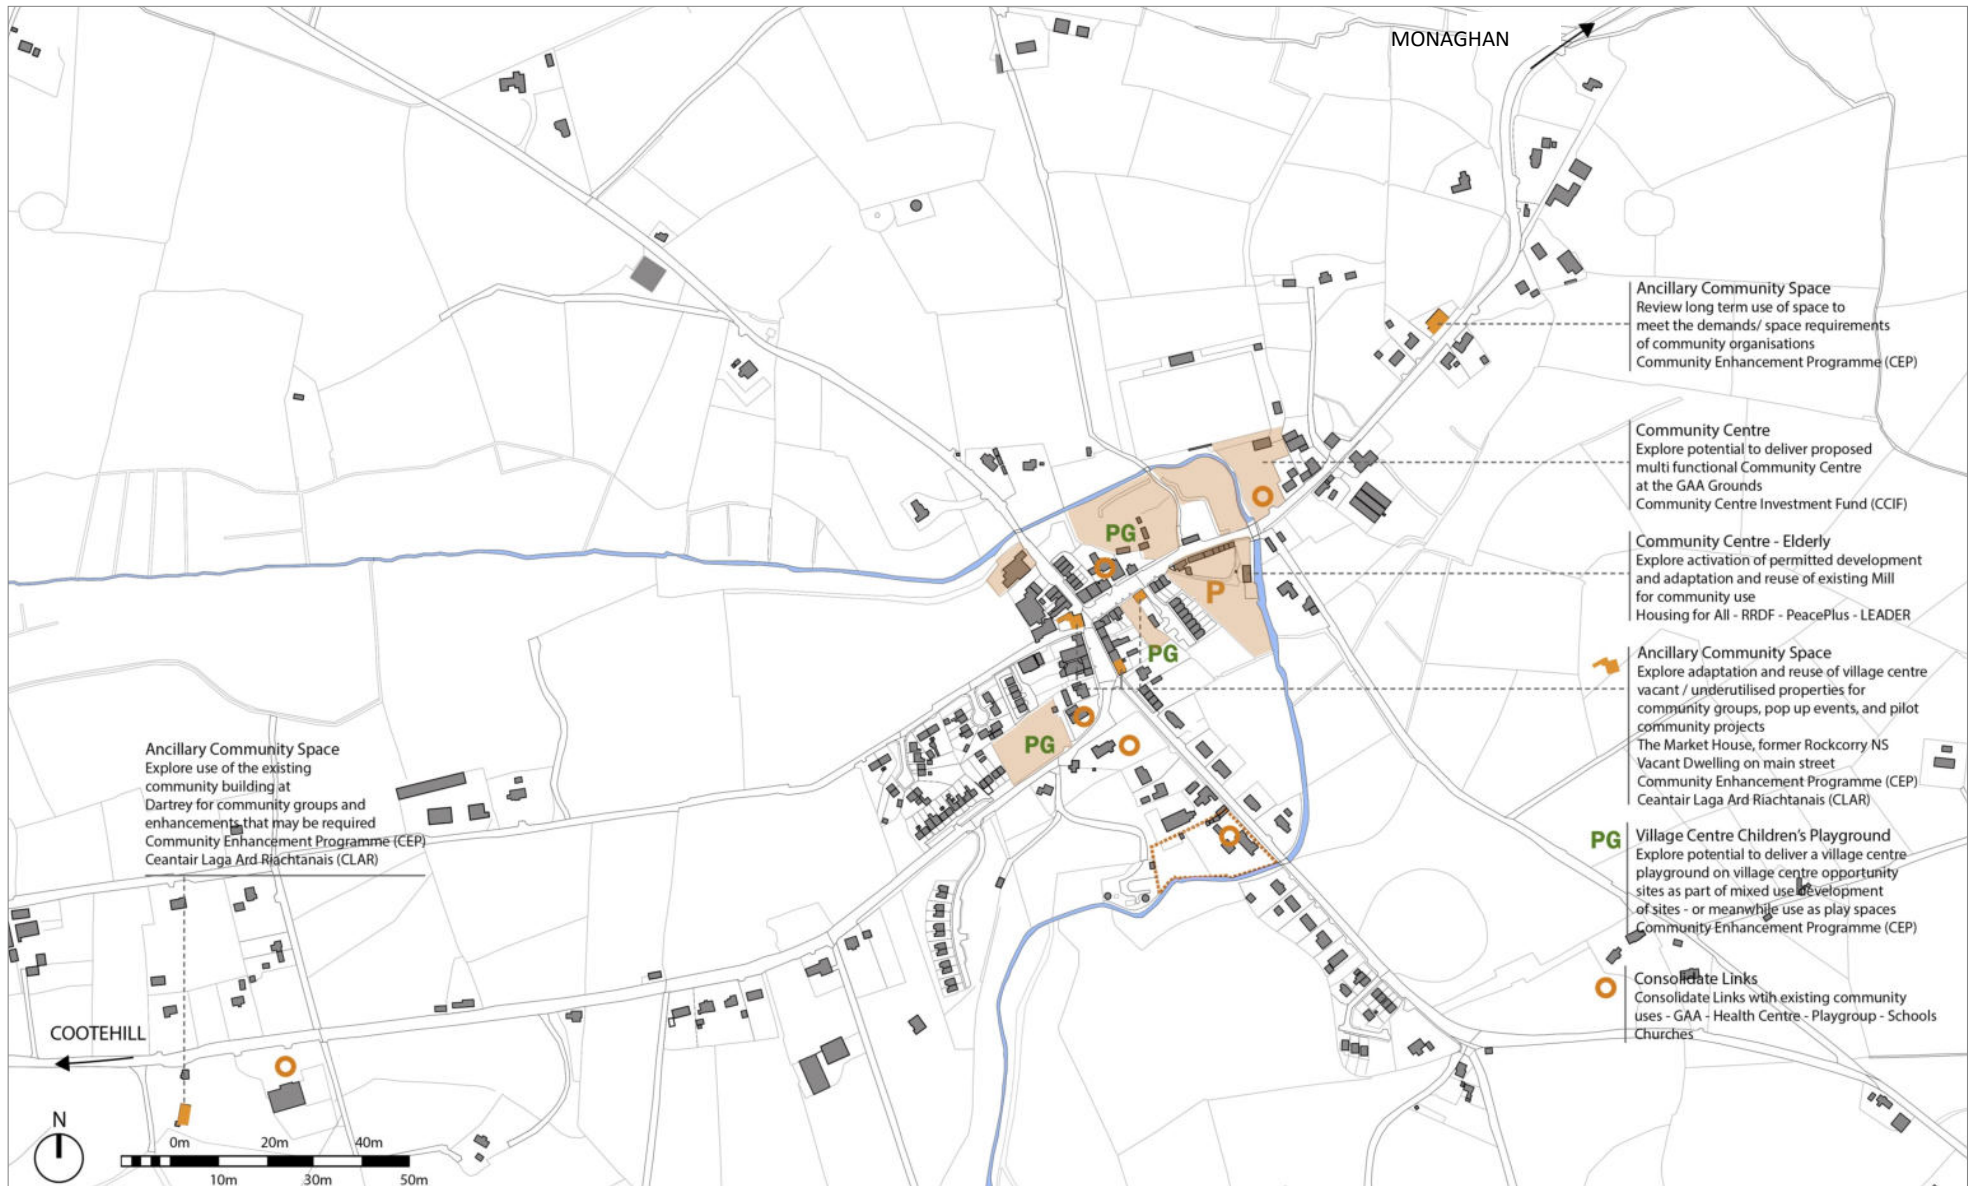 MONAGHAN
Ancillary Community Space
Review long term use of space to
meet the demands/ space requirements
of community organisations
Community Enhancement Programme (CEP)
Community Centre
Explore potential to deliver proposed
multi functional Community Centre
at the GAA Grounds
Community Centre Investment Fund (CCIF)
Community Centre - Elderly
Explore activation of permitted development
and adaptation and reuse of existing Mill
for community use
Housing for All - RRDF - PeacePlus - LEADER
Ancillary Community Space
Explore adaptation and reuse of village centre
vacant / underutilised properties for
community groups, pop up events, and pilot
community projects
The Market House, former Rockcorry NS
Vacant Dwelling on main street
Community Enhancement Programme (CEP)
Ceantair Laga Ard Riachtanais (CLAR)
PG
Village Centre Children's Playground
Explore potential to deliver a village centre
playground on village centre opportunity
sites as part of mixed use development
of sites - or meanwhile use as play spaces
Community Enhancement Programme (CEP)
Consolidate Links
Consolidate Links wtih existing community
uses - GAA - Health Centre - Playgroup - Schools
Churches
PG
P
PG
PG
Ancillary Community Space
Explore use of the existing
community building at
Dartrey for community groups and
enhancements that may be required
Community Enhancement Programme (CEP)
Ceantair Laga Ard Riachtanais (CLAR)
COOTEHILL
N
0m 20m 40m
10m 30m 50m